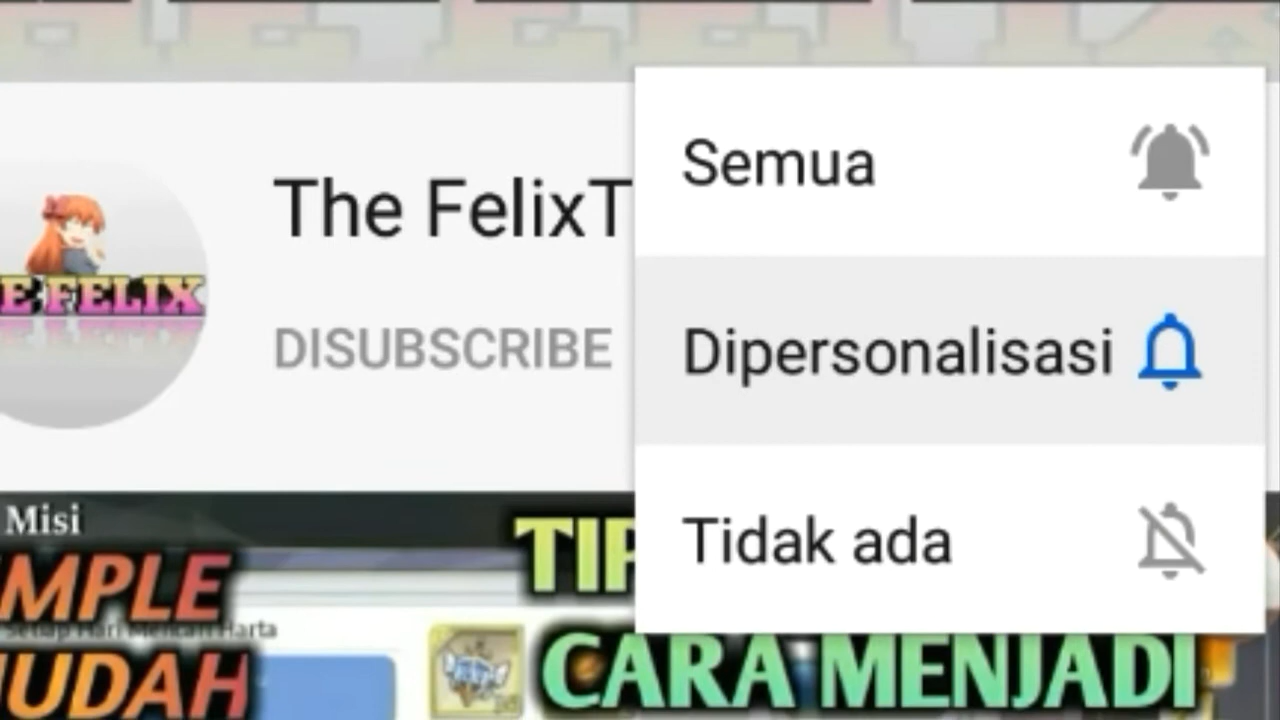 Semua
The FelixT
E FELIX
DISUBSCRIBE
Dipersonalisasi
Tidak ada
Misi
MPLE
UDAH
TIP
CARA MENJADI